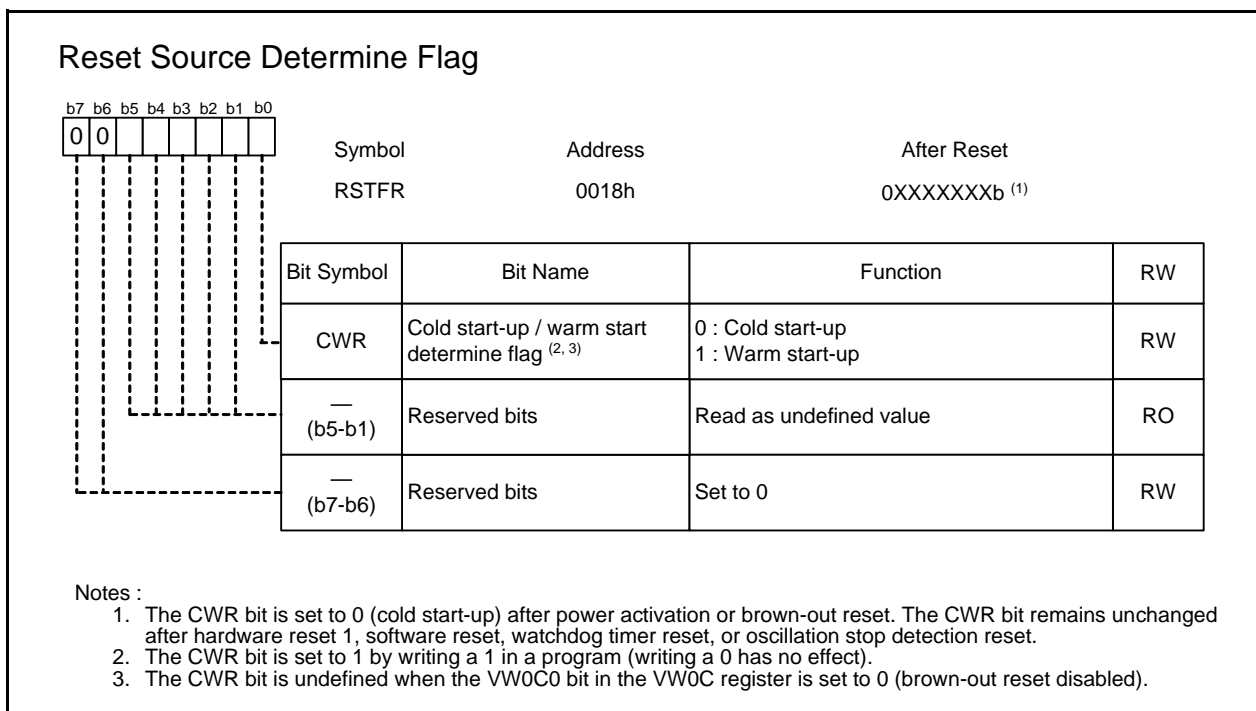 Reset Source Determine Flag
b7 b6 b5 b4 b3 b2 b1 b0
0 0
Symbol Address After Reset
RSTFR 0018h 0XXXXXXXb (1)
Bit Symbol Bit Name Function RW
CWR Cold start-up / warm start determine flag (2, 3) 0 : Cold start-up 1 : Warm start-up RW
— (b5-b1) Reserved bits Read as undefined value RO
— (b7-b6) Reserved bits Set to 0 RW
Notes :
1. The CWR bit is set to 0 (cold start-up) after power activation or brown-out reset. The CWR bit remains unchanged
after hardware reset 1, software reset, watchdog timer reset, or oscillation stop detection reset.
2. The CWR bit is set to 1 by writing a 1 in a program (writing a 0 has no effect).
3. The CWR bit is undefined when the VW0C0 bit in the VW0C register is set to 0 (brown-out reset disabled).